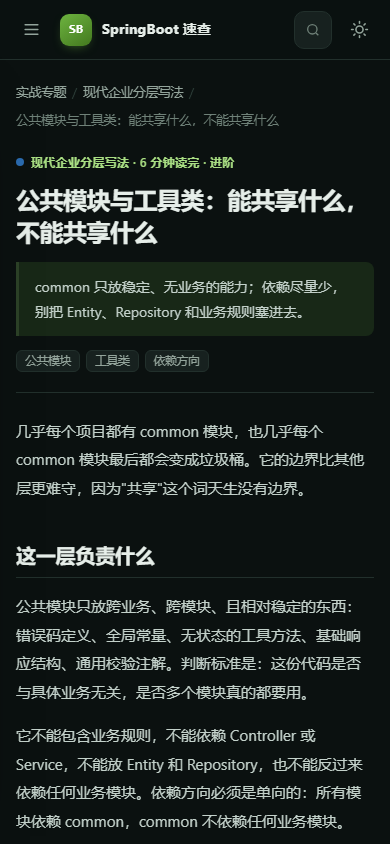 SB SpringBoot 速查
实战专题 / 现代企业分层写法 /
公共模块与工具类：能共享什么，不能共享什么
现代企业分层写法 · 6 分钟读完 · 进阶
公共模块与工具类：能共享什么，
不能共享什么
common 只放稳定、无业务的能力；依赖尽量少，
别把 Entity、Repository 和业务规则塞进去。
公共模块 工具类 依赖方向
几乎每个项目都有 common 模块，也几乎每个
common 模块最后都会变成垃圾桶。它的边界比其他
层更难守，因为"共享"这个词天生没有边界。
这一层负责什么
公共模块只放跨业务、跨模块、且相对稳定的东西：
错误码定义、全局常量、无状态的工具方法、基础响
应结构、通用校验注解。判断标准是：这份代码是否
与具体业务无关，是否多个模块真的都要用。
它不能包含业务规则，不能依赖 Controller 或
Service，不能放 Entity 和 Repository，也不能反过来
依赖任何业务模块。依赖方向必须是单向的：所有模
块依赖 common，common 不依赖任何业务模块。